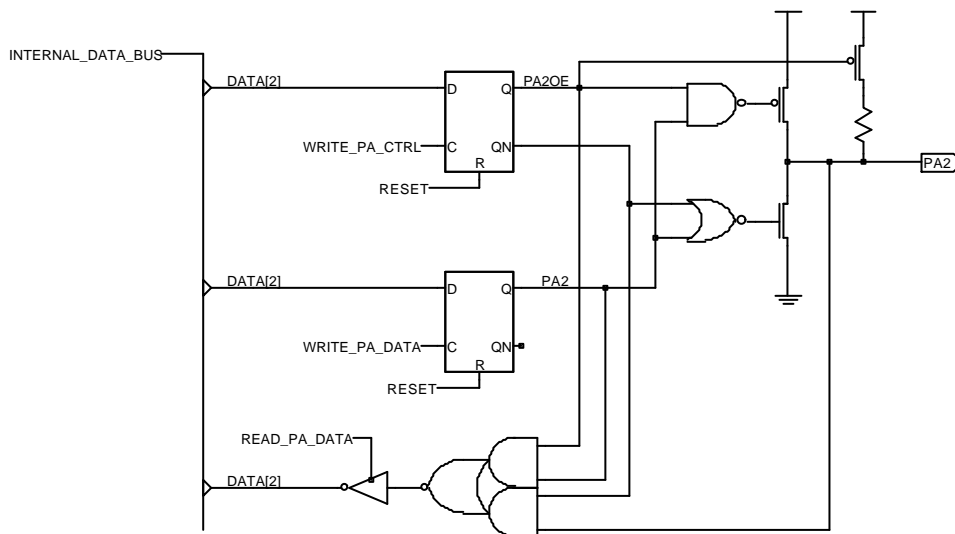 INTERNAL_DATA_BUS
DATA[2]
D
Q
PA2OE
WRITE_PA_CTRL
C
QN
R
RESET
PA2
DATA[2]
D
Q
PA2
WRITE_PA_DATA
C
QN
R
RESET
READ_PA_DATA
DATA[2]